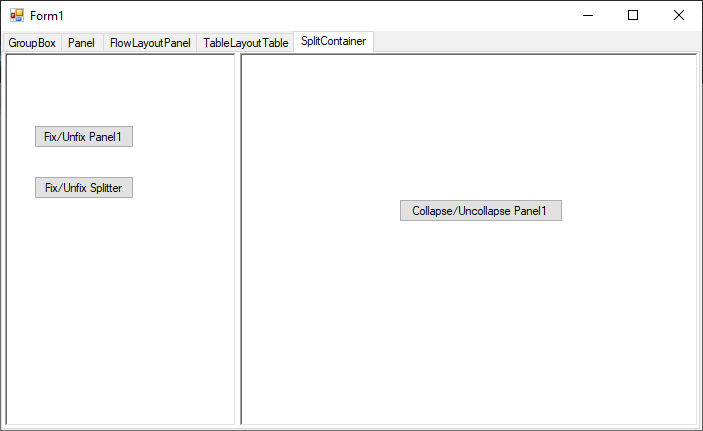 Form1
GroupBox Panel FlowLayoutPanel TableLayoutTable SplitContainer
Fix/Unfix Panel1
Fix/Unfix Splitter
Collapse/Uncollapse Panel1